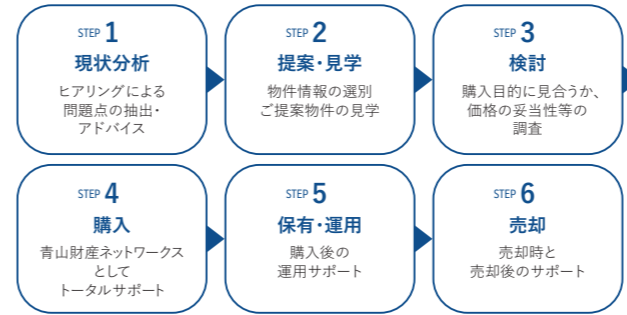 STEP 1
現状分析
ヒアリングによる
問題点の抽出・
アドバイス
STEP 2
提案・見学
物件情報の選別
ご提案物件の見学
STEP 3
検討
購入目的に見合うか、
価格の妥当性等の
調査
STEP 4
購入
青山財産ネットワークス
として
トータルサポート
STEP 5
保有・運用
購入後の
運用サポート
STEP 6
売却
売却時と
売却後のサポート